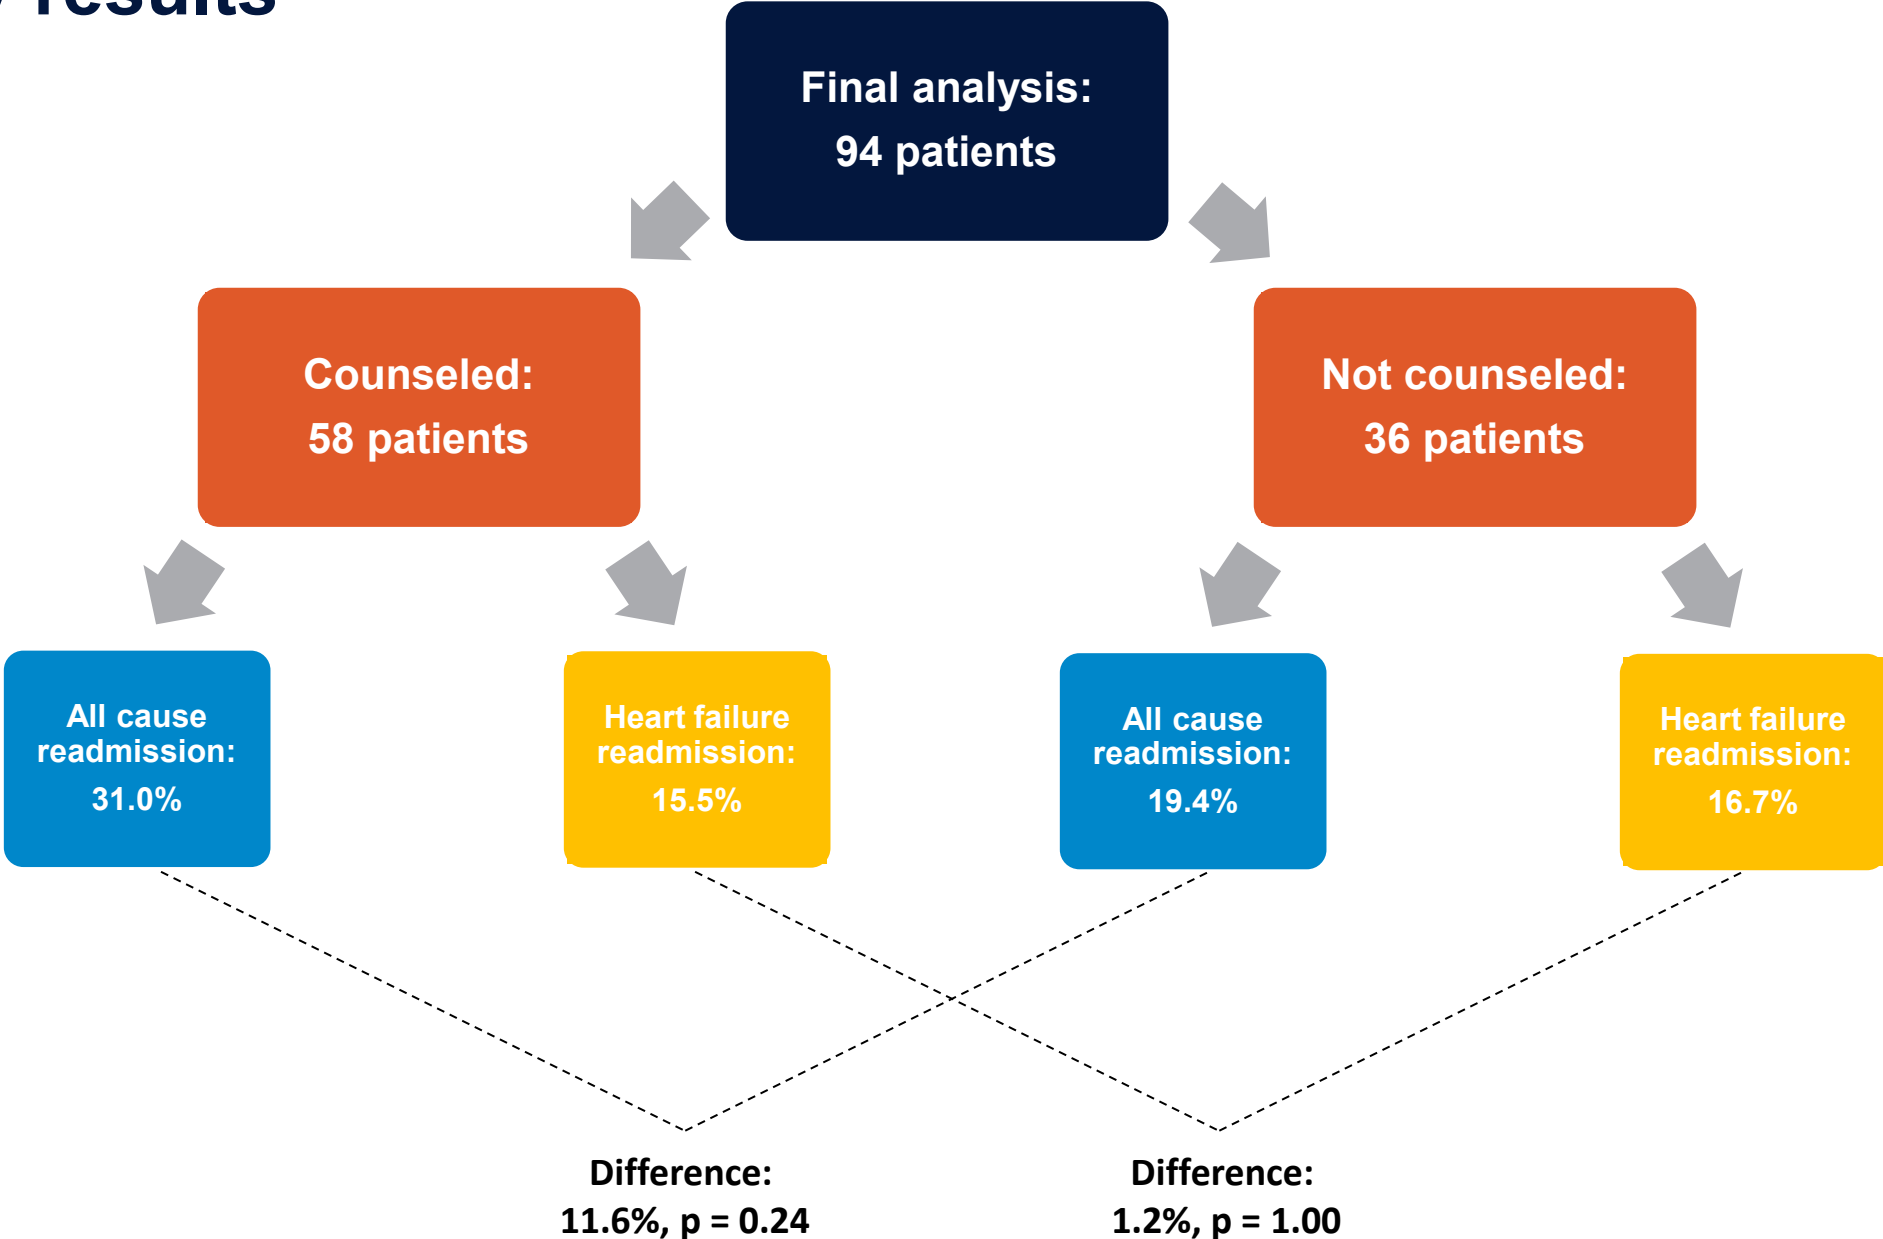 results
Final analysis:
94 patients
Counseled:
58 patients
Not counseled:
36 patients
All cause
readmission:
31.0%
Heart failure
readmission:
15.5%
All cause
readmission:
19.4%
Heart failure
readmission:
16.7%
Difference:
11.6%, p = 0.24
Difference:
1.2%, p = 1.00